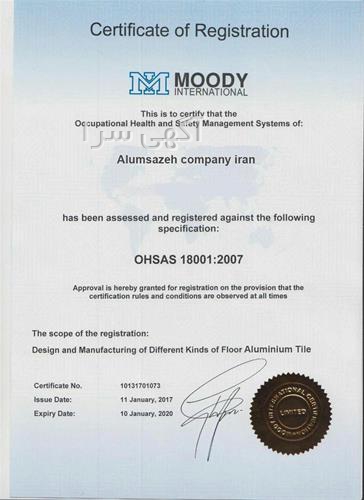 Certificate of Registration
MOODY
INTERNATIONAL
This is to certify that the
Occupational Health and Safety Management Systems of:
آگهی سرا
Alumsazeh company iran
has been assessed and registered against the following
specification:
OHSAS 18001:2007
Approval is hereby granted for registration on the provision that the
certification rules and conditions are observed at all times
The scope of the registration:
Design and Manufacturing of Different Kinds of Floor Aluminium Tile
Certificate No. 10131701073
Issue Date: 11 January, 2017
Expiry Date: 10 January, 2020
MOODY INTERNATIONAL CERTIFICATION
LIMITED